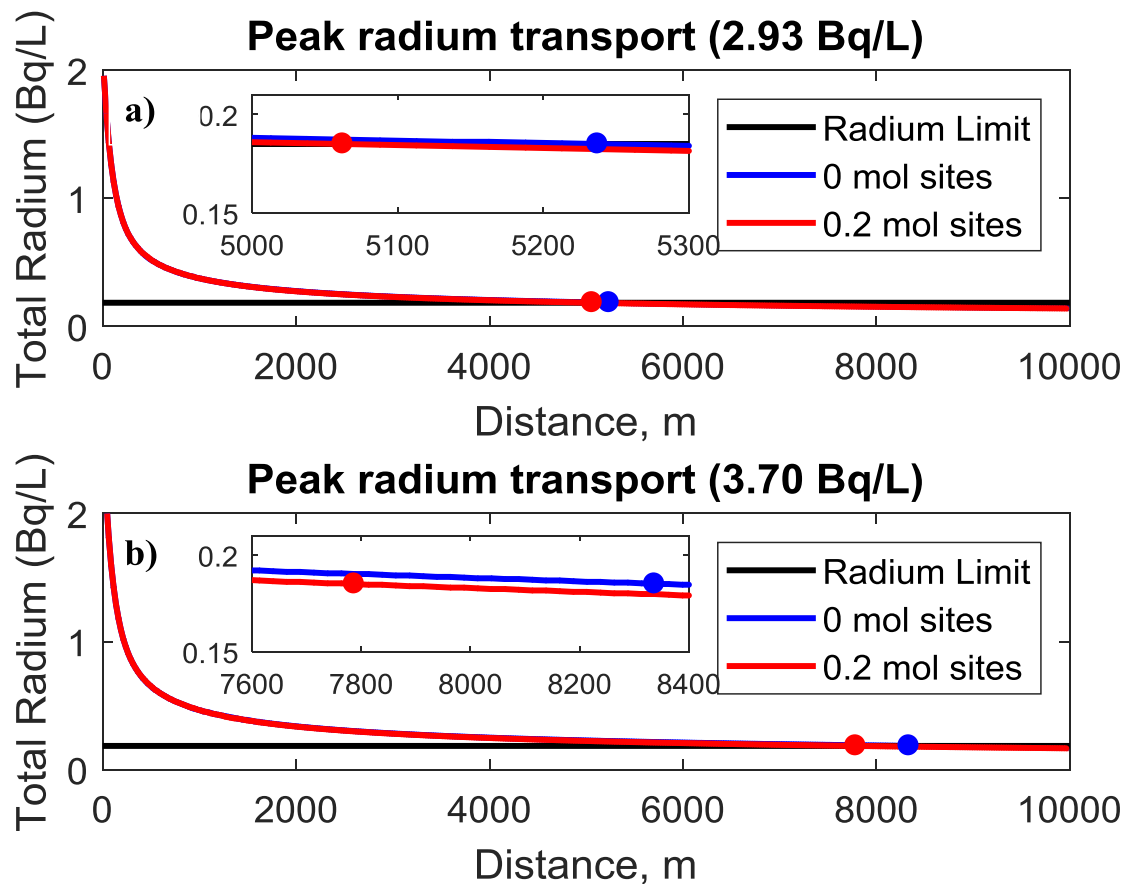 Peak radium transport (2.93 Bq/L)
Total Radium (Bq/L)
2
1
0
a)
0.2
0.15
5000 5100 5200 5300
Radium Limit
0 mol sites
0.2 mol sites
0 2000 4000 6000 8000 10000
Distance, m
Peak radium transport (3.70 Bq/L)
Total Radium (Bq/L)
2
1
0
b)
0.2
0.15
7600 7800 8000 8200 8400
Radium Limit
0 mol sites
0.2 mol sites
0 2000 4000 6000 8000 10000
Distance, m